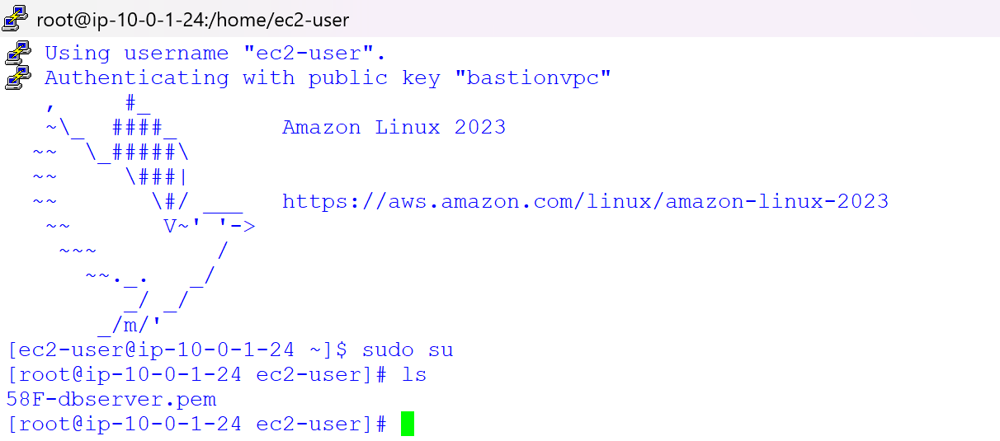 root@ip-10-0-1-24:/home/ec2-user
Using username "ec2-user".
Authenticating with public key "bastionvpc"
   ,     #_
   ~\_  ####_        Amazon Linux 2023
  ~~  \_#####\
  ~~     \###|
  ~~       \#/ ___   https://aws.amazon.com/linux/amazon-linux-2023
   ~~       V~' '->
    ~~~         /
      ~~._.   _/
         _/ _/
       _/m/'
[ec2-user@ip-10-0-1-24 ~]$ sudo su
[root@ip-10-0-1-24 ec2-user]# ls
58F-dbserver.pem
[root@ip-10-0-1-24 ec2-user]#